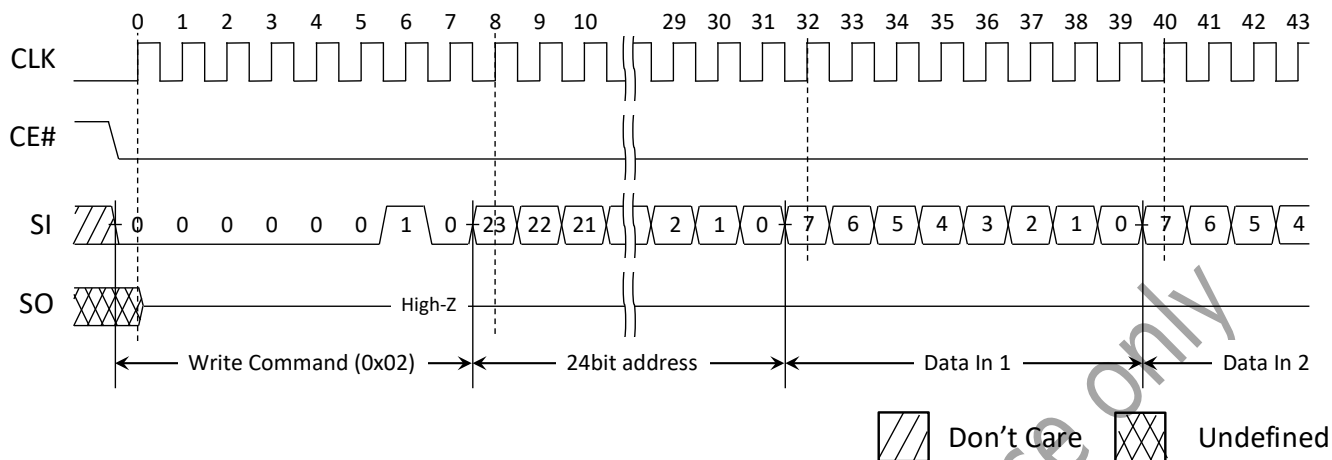 0 1 2 3 4 5 6 7 8 9 10 29 30 31 32 33 34 35 36 37 38 39 40 41 42 43
CLK
CE#
SI 0 0 0 0 0 0 1 0 23 22 21 2 1 0 7 6 5 4 3 2 1 0 7 6 5 4
SO High-Z
Write Command (0x02) 24bit address Data In 1 Data In 2
Don't Care Undefined
se only